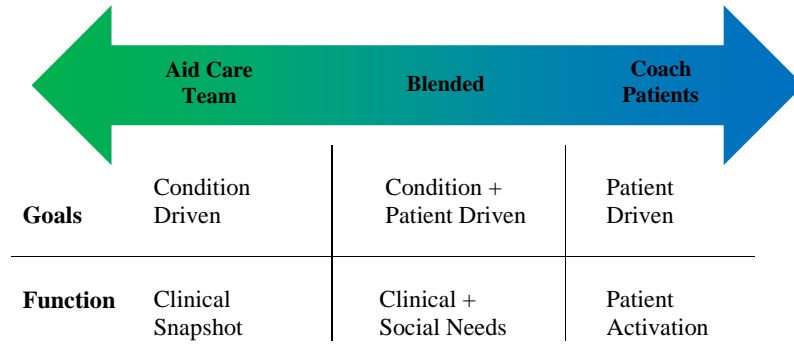 Aid Care
Team
Blended
Coach
Patients
Goals
Condition
Driven
Condition +
Patient Driven
Patient
Driven
Function
Clinical
Snapshot
Clinical +
Social Needs
Patient
Activation